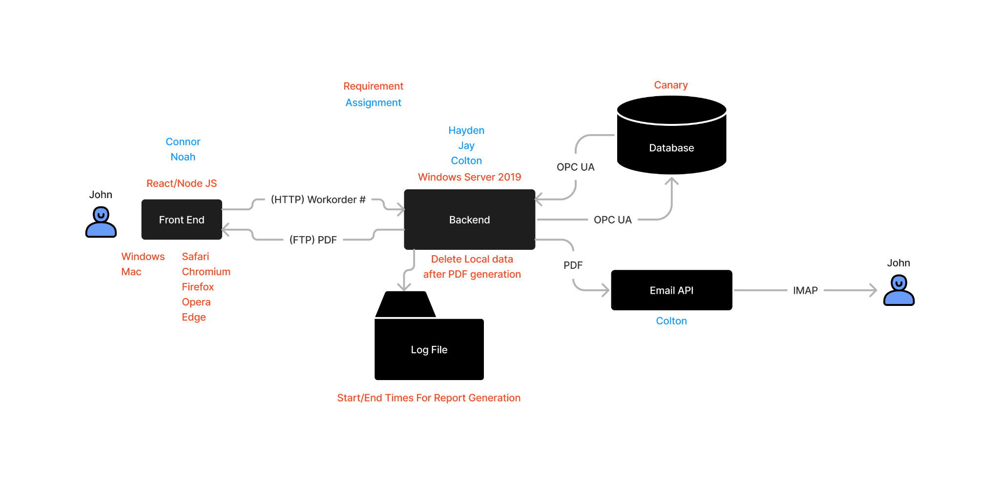 Requirement
Assignment
Canary
Database
Hayden
Jay
Colton
Windows Server 2019
Backend
Delete Local data
after PDF generation
Connor
Noah
React/Node JS
John
Front End
Windows
Mac
Safari
Chromium
Firefox
Opera
Edge
(HTTP) Workorder #
(FTP) PDF
OPC UA
OPC UA
PDF
Email API
Colton
IMAP
John
Log File
Start/End Times For Report Generation